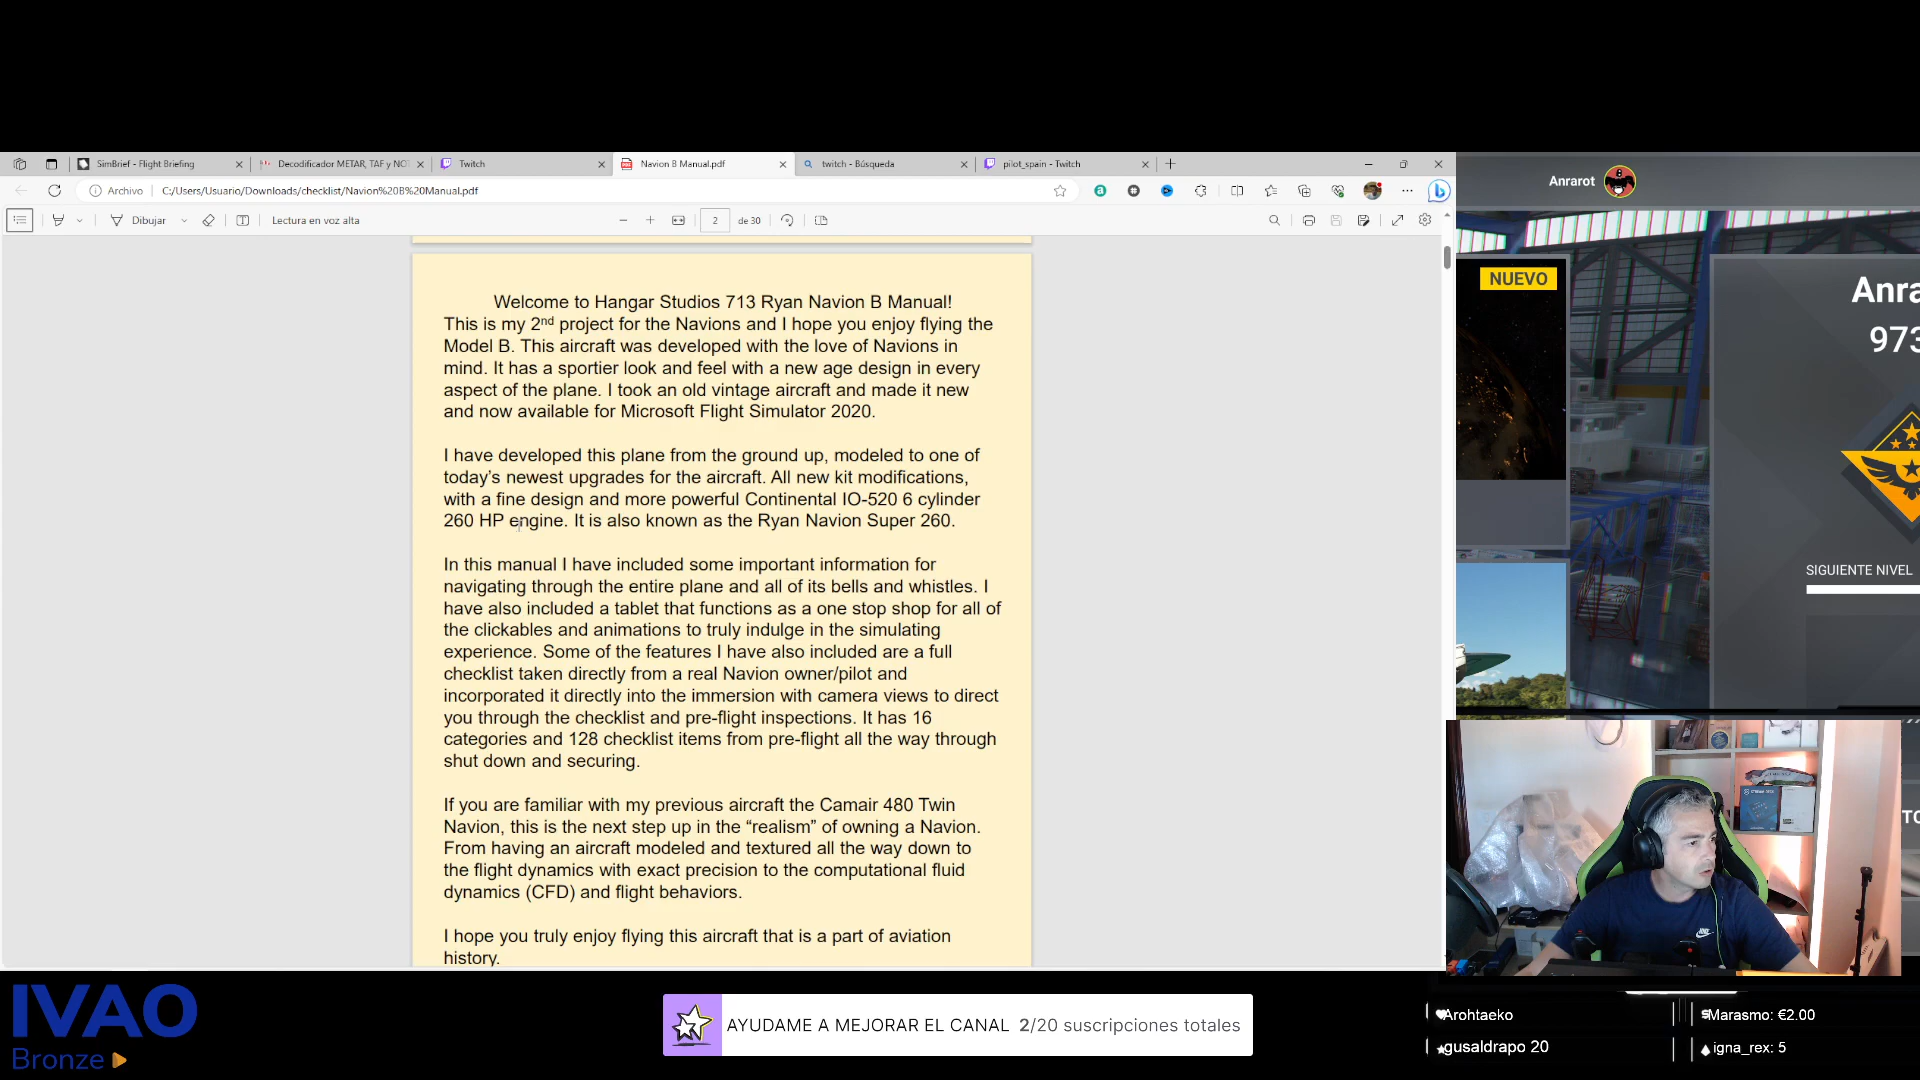 SimBrief - Flight Briefing
Decodificador METAR, TAF y NOT
Twitch
Navion B Manual.pdf
twitch - Búsqueda
pilot_spain - Twitch
Archivo
C:/Users/Usuario/Downloads/checklist/Navion%20B%20Manual.pdf
Dibujar
Lectura en voz alta
2
de 30
Welcome to Hangar Studios 713 Ryan Navion B Manual!
This is my 2nd project for the Navions and I hope you enjoy flying the
Model B. This aircraft was developed with the love of Navions in
mind. It has a sportier look and feel with a new age design in every
aspect of the plane. I took an old vintage aircraft and made it new
and now available for Microsoft Flight Simulator 2020.
I have developed this plane from the ground up, modeled to one of
today's newest upgrades for the aircraft. All new kit modifications,
with a fine design and more powerful Continental IO-520 6 cylinder
260 HP engine. It is also known as the Ryan Navion Super 260.
In this manual I have included some important information for
navigating through the entire plane and all of its bells and whistles. I
have also included a tablet that functions as a one stop shop for all of
the clickables and animations to truly indulge in the simulating
experience. Some of the features I have also included are a full
checklist taken directly from a real Navion owner/pilot and
incorporated it directly into the immersion with camera views to direct
you through the checklist and pre-flight inspections. It has 16
categories and 128 checklist items from pre-flight all the way through
shut down and securing.
If you are familiar with my previous aircraft the Camair 480 Twin
Navion, this is the next step up in the “realism” of owning a Navion.
From having an aircraft modeled and textured all the way down to
the flight dynamics with exact precision to the computational fluid
dynamics (CFD) and flight behaviors.
I hope you truly enjoy flying this aircraft that is a part of aviation
history.
Anrarot
NUEVO
Anra
973
SIGUIENTE NIVEL
TO
IVAO
Bronze
AYUDAME A MEJORAR EL CANAL 2/20 suscripciones totales
Arohtaeko
Marasmo: €2.00
gusaldrapo 20
igna_rex: 5